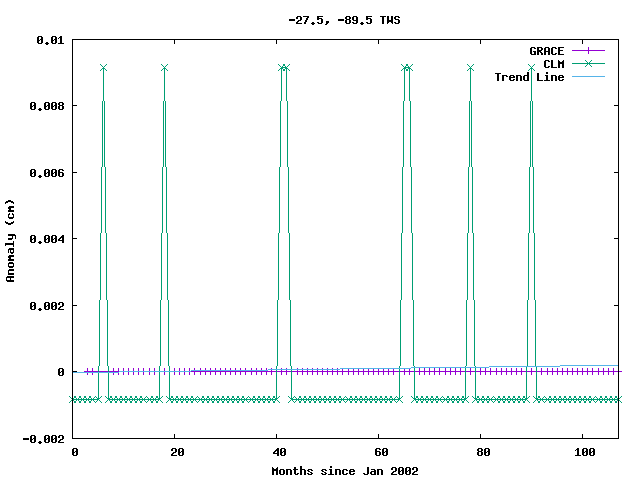 -27.5, -89.5 TWS
0.01
0.008
0.006
0.004
0.002
0
-0.002
Anomaly (cm)
GRACE
CLM
Trend Line
0 20 40 60 80 100
Months since Jan 2002